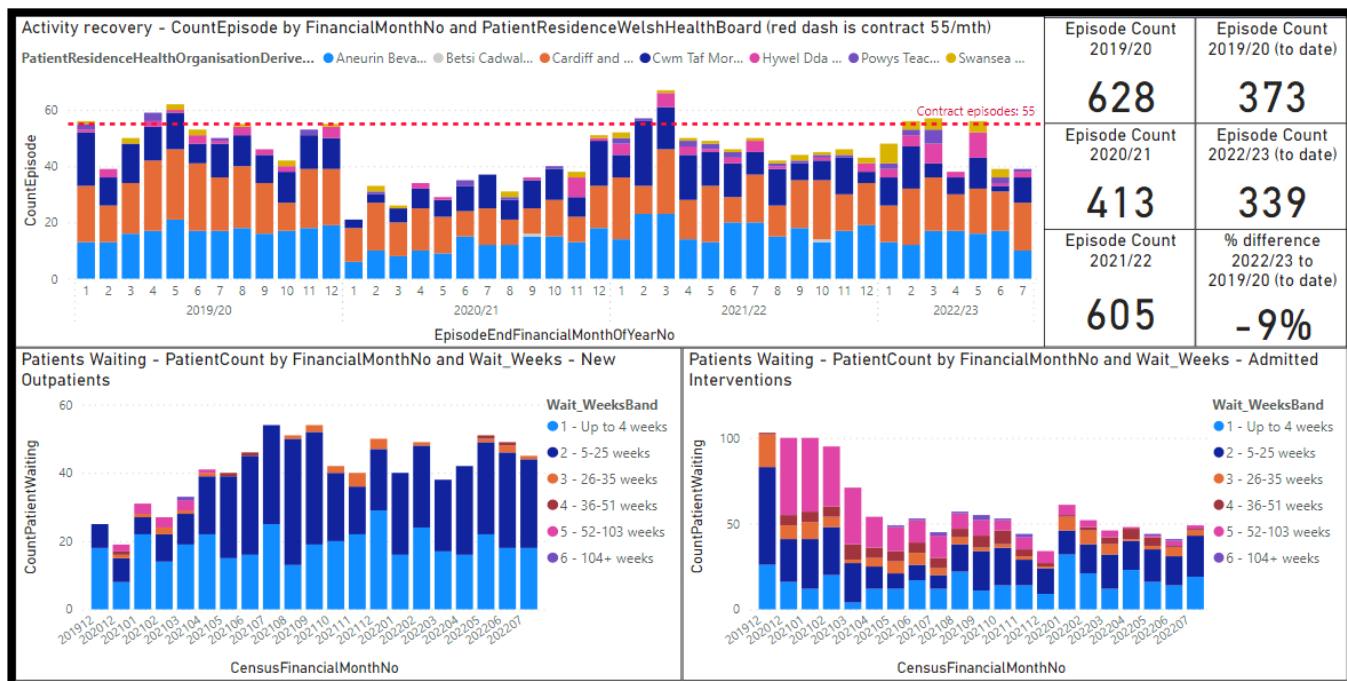 Activity recovery - CountEpisode by FinancialMonthNo and PatientResidenceWelshHealthBoard (red dash is contract 55/mth)
PatientResidenceHealthOrganisationDerive... Aneurin Beva... Betsi Cadwal... Cardiff and ... Cwm Taf Mor... Hywel Dda ... Powys Teac... Swansea ...
CountEpisode
60
40
20
0
Contract episodes: 55
1 2 3 4 5 6 7 8 9 10 11 12 1 2 3 4 5 6 7 8 9 10 11 12 1 2 3 4 5 6 7 8 9 10 11 12 1 2 3 4 5 6 7
2019/20 2020/21 2021/22 2022/23
EpisodeEndFinancialMonthOfYearNo
Episode Count
2019/20
628
Episode Count
2019/20 (to date)
373
Episode Count
2020/21
413
Episode Count
2022/23 (to date)
339
Episode Count
2021/22
605
% difference
2022/23 to
2019/20 (to date)
-9%
Patients Waiting - PatientCount by FinancialMonthNo and Wait_Weeks - New
Outpatients
CountPatientWaiting
60
40
20
0
201912 202012 202101 202102 202103 202104 202105 202106 202107 202108 202109 202110 202111 202112 202201 202202 202203 202204 202205 202206 202207
CensusFinancialMonthNo
Wait_WeeksBand
1 - Up to 4 weeks
2 - 5-25 weeks
3 - 26-35 weeks
4 - 36-51 weeks
5 - 52-103 weeks
6 - 104+ weeks
Patients Waiting - PatientCount by FinancialMonthNo and Wait_Weeks - Admitted
Interventions
CountPatientWaiting
100
50
0
201912 202012 202101 202102 202103 202104 202105 202106 202107 202108 202109 202110 202111 202112 202201 202202 202203 202204 202205 202206 202207
CensusFinancialMonthNo
Wait_WeeksBand
1 - Up to 4 weeks
2 - 5-25 weeks
3 - 26-35 weeks
4 - 36-51 weeks
5 - 52-103 weeks
6 - 104+ weeks